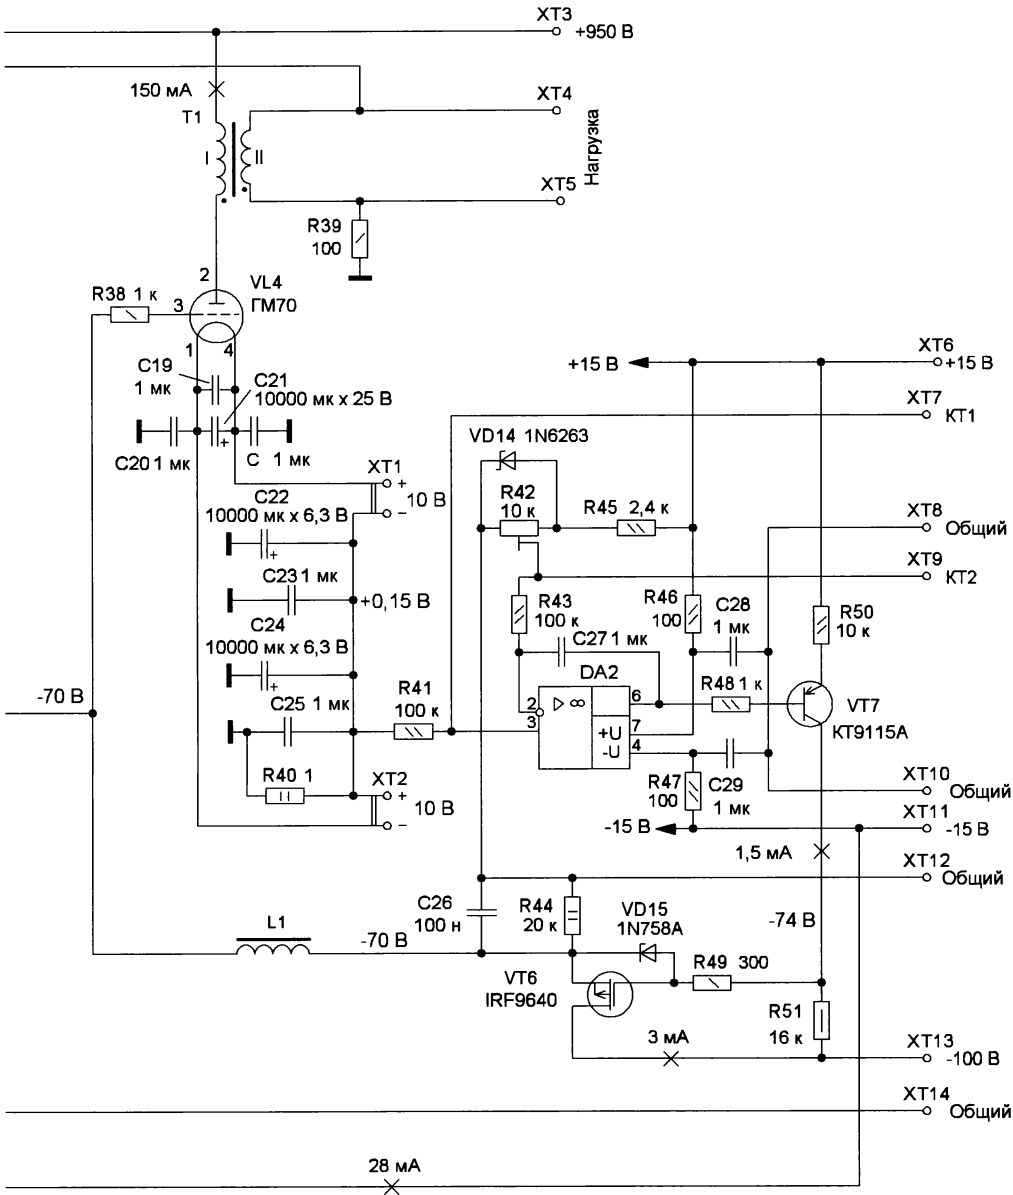 XT3
+950 В
150 мА
T1
XT4
I
II
Нагрузка
XT5
R39
100
2
VL4
ГМ70
R38 1 к
3
1
4
C19
1 мк
C21
10000 мк х 25 В
+
C20 1 мк
C 1 мк
XT1
+
10 В
−
C22
10000 мк х 6,3 В
+
C23 1 мк
+0,15 В
C24
10000 мк х 6,3 В
+
-70 В
C25 1 мк
R41
100 к
R40 1
XT2
+
10 В
−
+15 В
XT6
+15 В
XT7
КТ1
VD14 1N6263
R42
10 к
R45 2,4 к
XT8
Общий
XT9
КТ2
R43
100 к
R46
100
C28
1 мк
R50
10 к
C27 1 мк
DA2
▷ ∞
2
3
6
7
4
+U
-U
R48 1 к
VT7
КТ9115А
R47
100
C29
1 мк
XT10
Общий
-15 В
XT11
-15 В
1,5 мА
XT12
Общий
C26
100 н
R44
20 к
VD15
1N758A
-74 В
L1
-70 В
R49 300
VT6
IRF9640
R51
16 к
3 мА
XT13
-100 В
XT14
Общий
28 мА